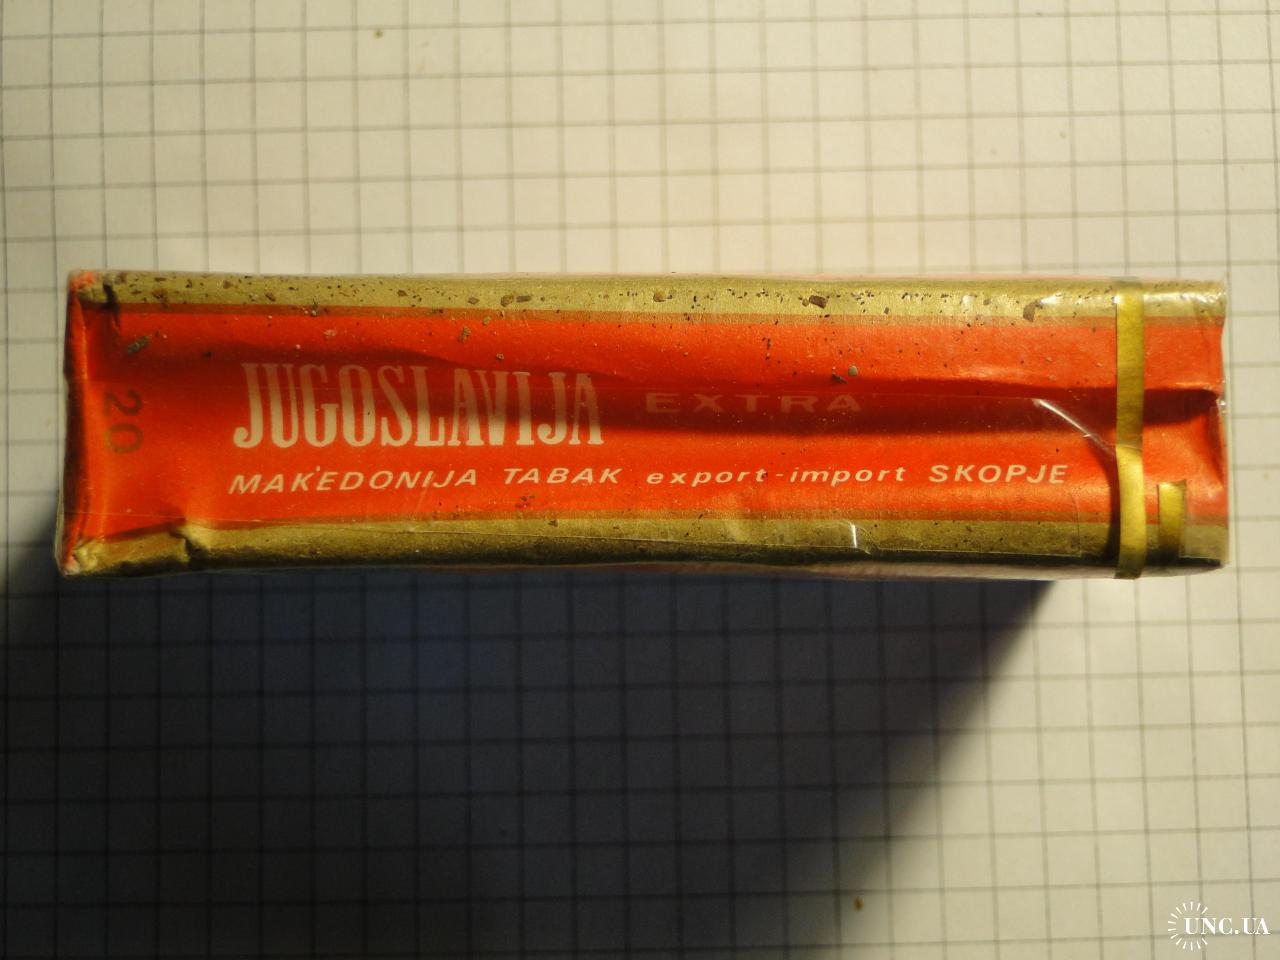 20
JUGOSLAVIJA EXTRA
MAKEDONIJA TABAK export-import SKOPJE
UNC.UA